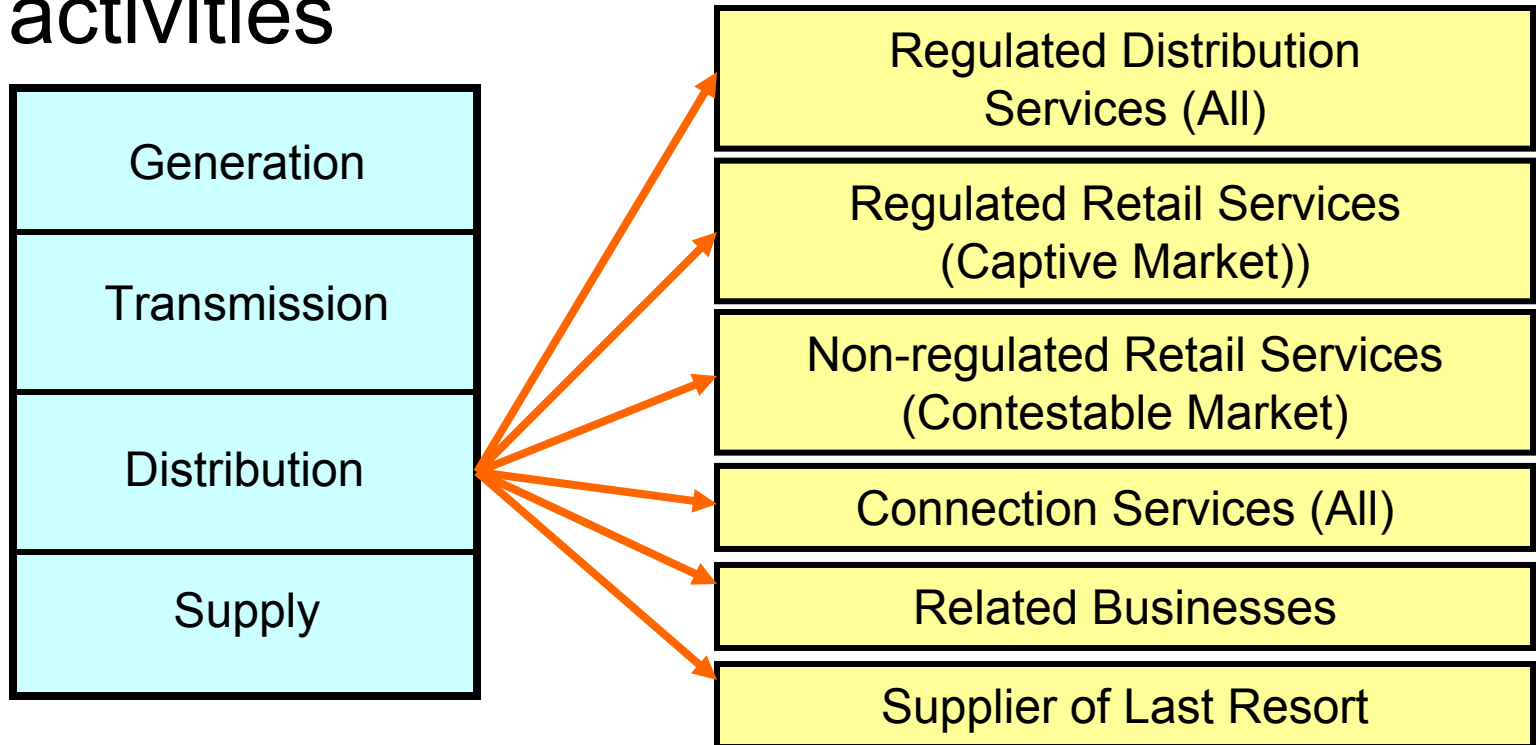 activities
Generation
Transmission
Distribution
Supply
Regulated Distribution
Services (All)
Regulated Retail Services
(Captive Market))
Non-regulated Retail Services
(Contestable Market)
Connection Services (All)
Related Businesses
Supplier of Last Resort